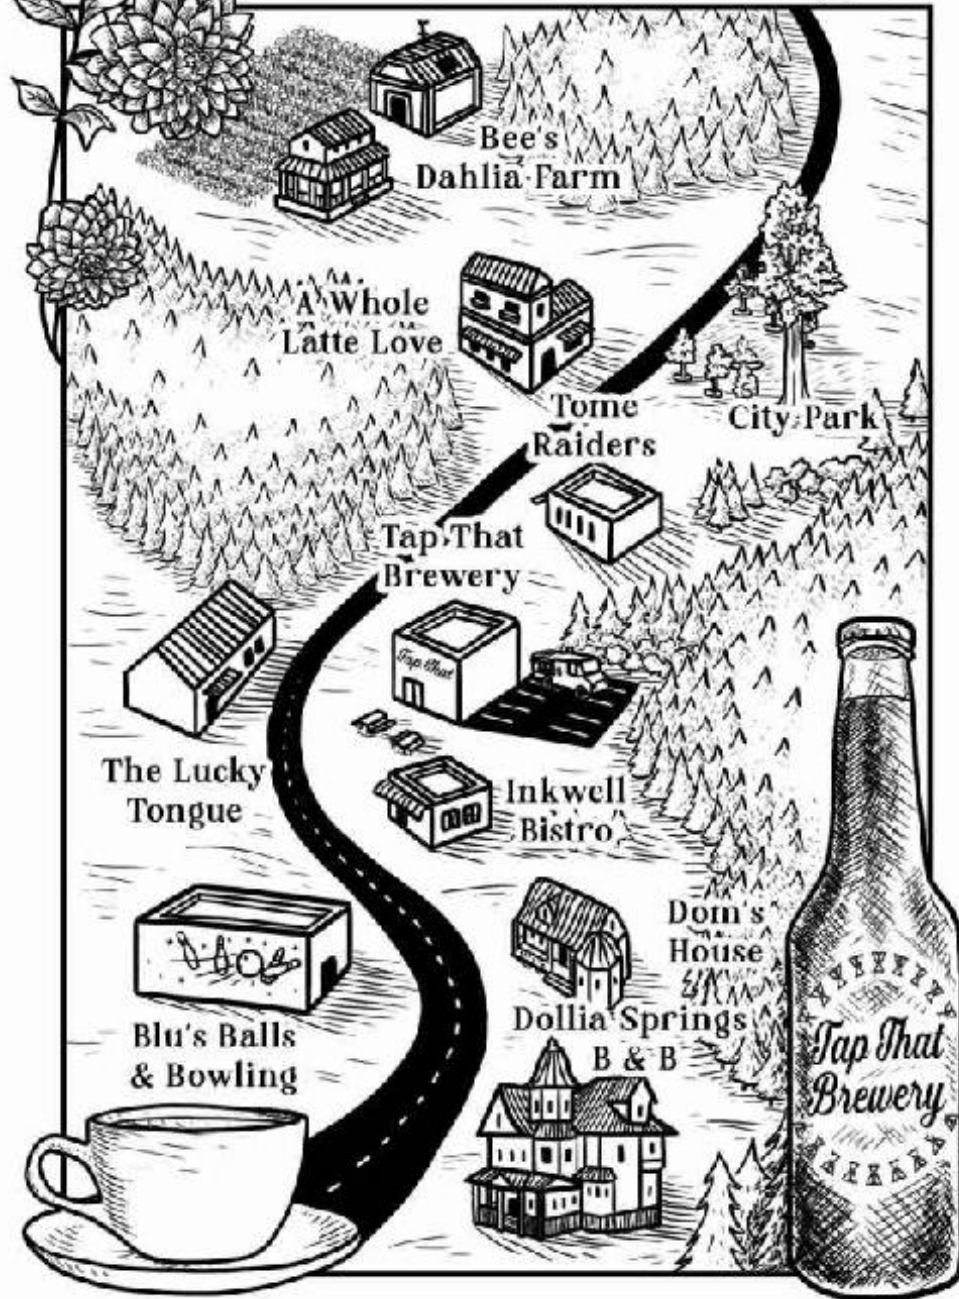 Bee's
Dahlia Farm
A Whole
Latte Love
Tome
Raiders
City Park
Tap That
Brewery
Tap That
The Lucky
Tongue
Inkwell
Bistro
Dom's
House
Blu's Balls
& Bowling
Dollia Springs
B & B
Tap That
Brewery